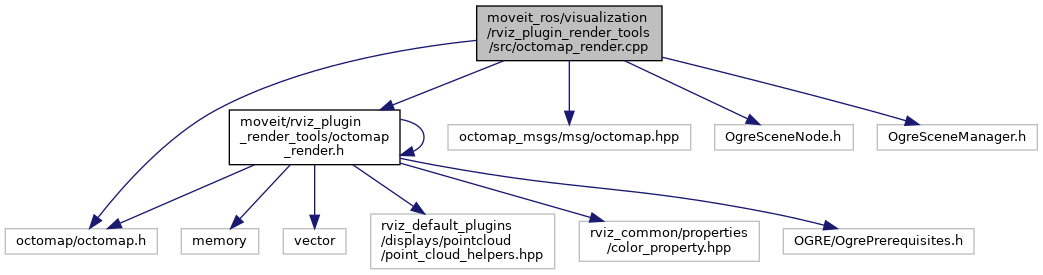 moveit_ros/visualization
/rviz_plugin_render_tools
/src/octomap_render.cpp
moveit/rviz_plugin
_render_tools/octomap
_render.h
octomap_msgs/msg/octomap.hpp
OgreSceneNode.h
OgreSceneManager.h
octomap/octomap.h
memory
vector
rviz_default_plugins
/displays/pointcloud
/point_cloud_helpers.hpp
rviz_common/properties
/color_property.hpp
OGRE/OgrePrerequisites.h